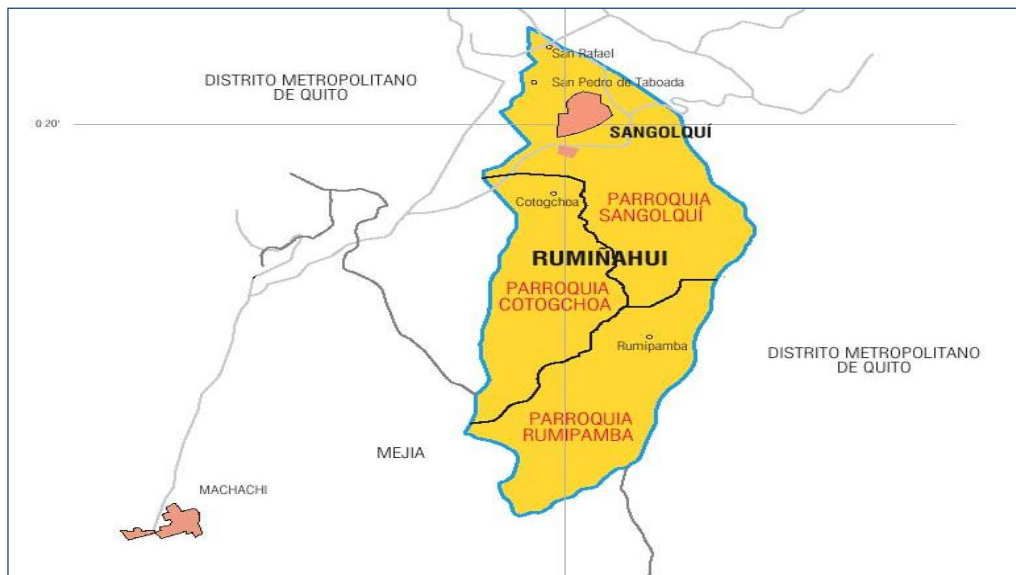 San Rafael
DISTRITO METROPOLITANO
DE QUITO
San Pedro de Taboada
0 20'
SANGOLQUÍ
Cotogchoa
PARROQUIA
SANGOLQUÍ
RUMIÑAHUI
PARROQUIA
COTOGCHOA
Rumipamba
DISTRITO METROPOLITANO
DE QUITO
PARROQUIA
RUMIPAMBA
MEJIA
MACHACHI